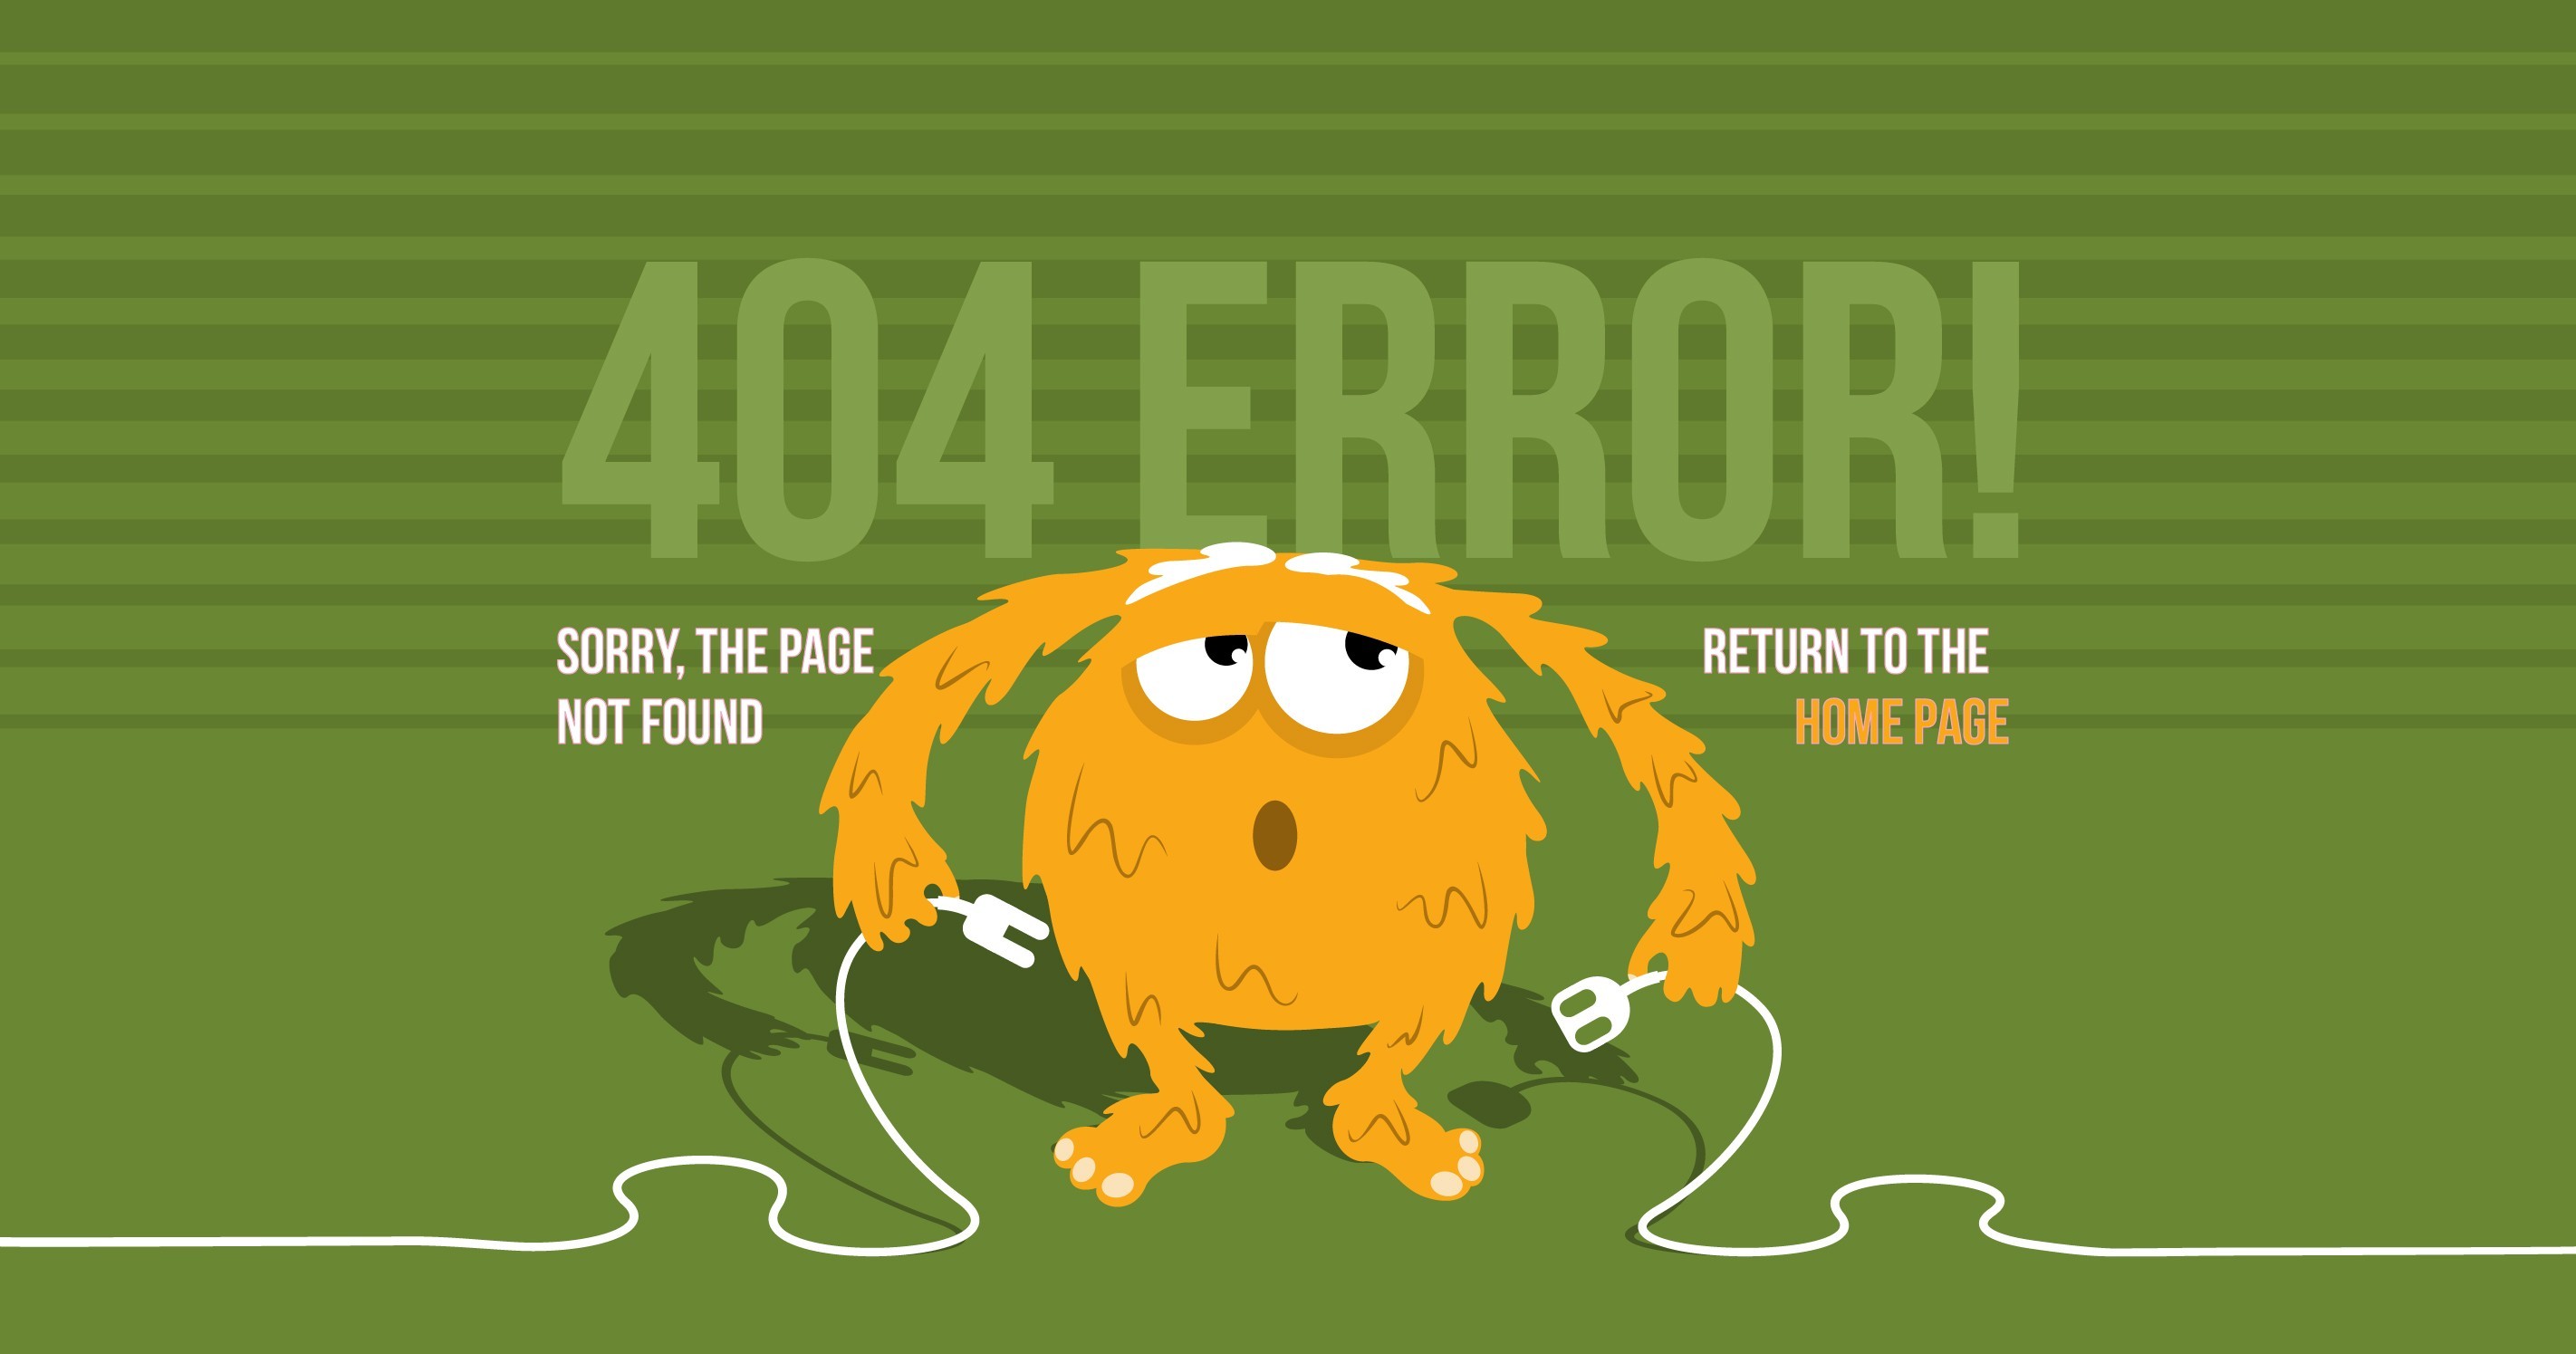 404 ERROR!
SORRY, THE PAGE
NOT FOUND
RETURN TO THE
HOME PAGE